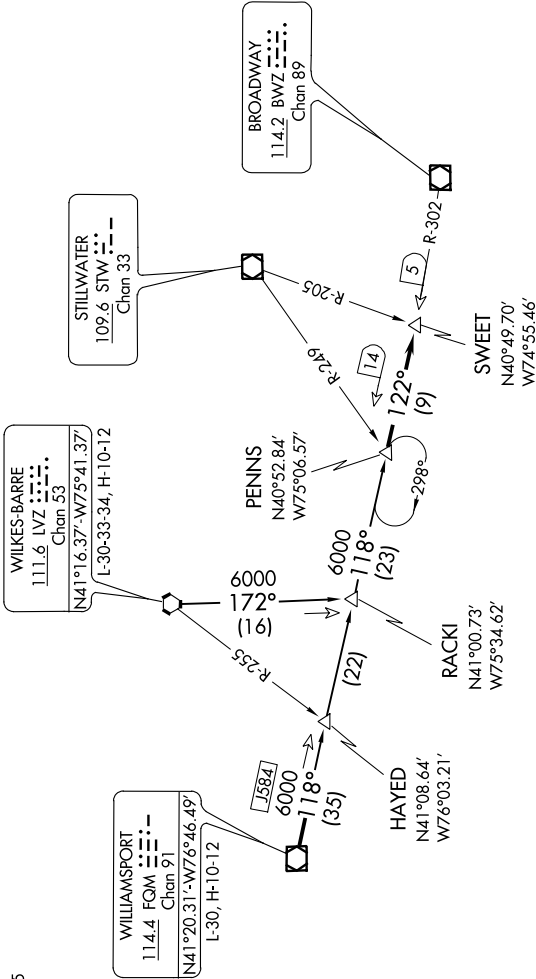 BROADWAY
114.2 BWZ
Chan 89
STILLWATER
109.6 STW
Chan 33
WILKES-BARRE
111.6 LVZ
Chan 53
N41°16.37'-W75°41.37'
L-30-33-34, H-10-12
WILLIAMSPORT
114.4 FQM
Chan 91
N41°20.31'-W76°46.49'
L-30, H-10-12
R-302
5
R-205
R-249
14
122°
(9)
SWEET
N40°49.70'
W74°55.46'
PENNS
N40°52.84'
W75°06.57'
298°
6000
118°
(23)
6000
172°
(16)
R-255
(22)
RACKI
N41°00.73'
W75°34.62'
J584
6000
118°
(35)
HAYED
N41°08.64'
W76°03.21'
5